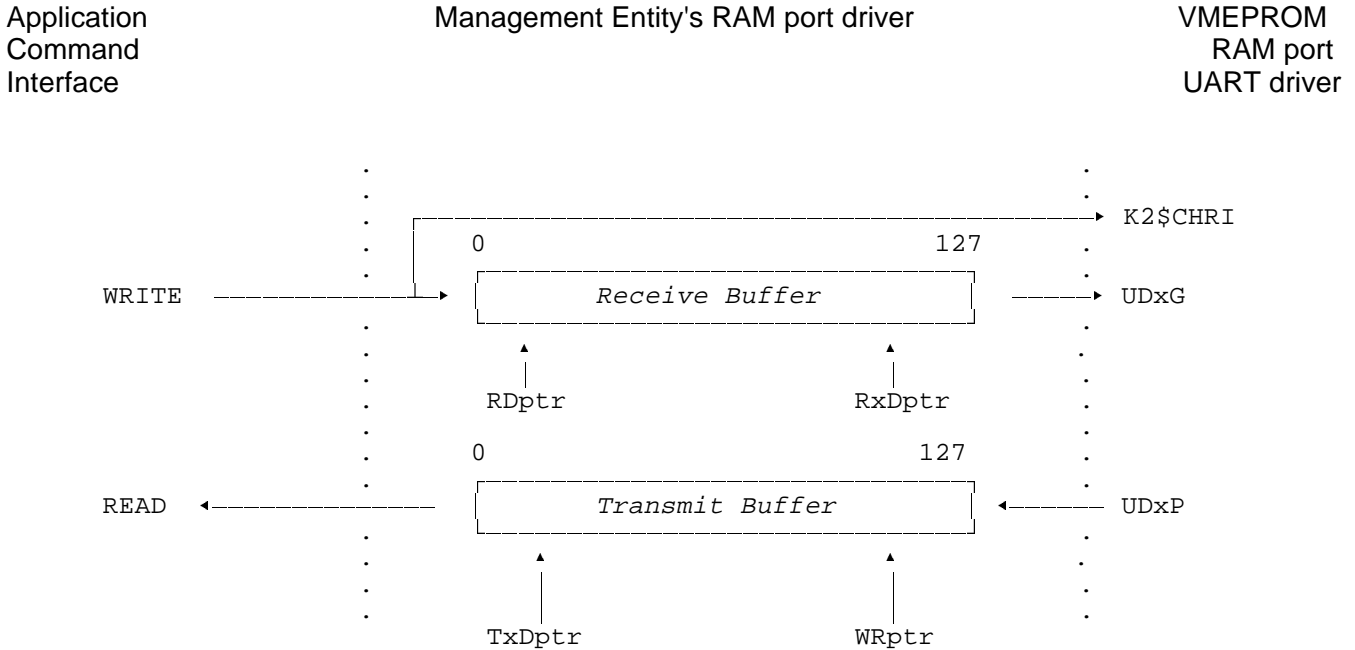 Application Management Entity's RAM port driver VMEPROM
Command RAM port
Interface UART driver
K2$CHRI
0 127
WRITE Receive Buffer UDxG
RDptr RxDptr
0 127
READ Transmit Buffer UDxP
TxDptr WRptr